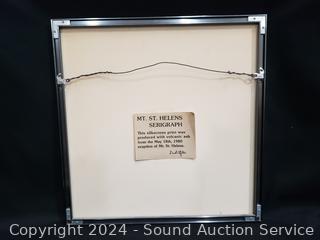 MT. ST. HELENS
SERIGRAPH
This silkscreen print was
produced with volcanic ash
from the May 18th, 1980
eruption of Mt. St. Helens.
Copyright 2024 - Sound Auction Service